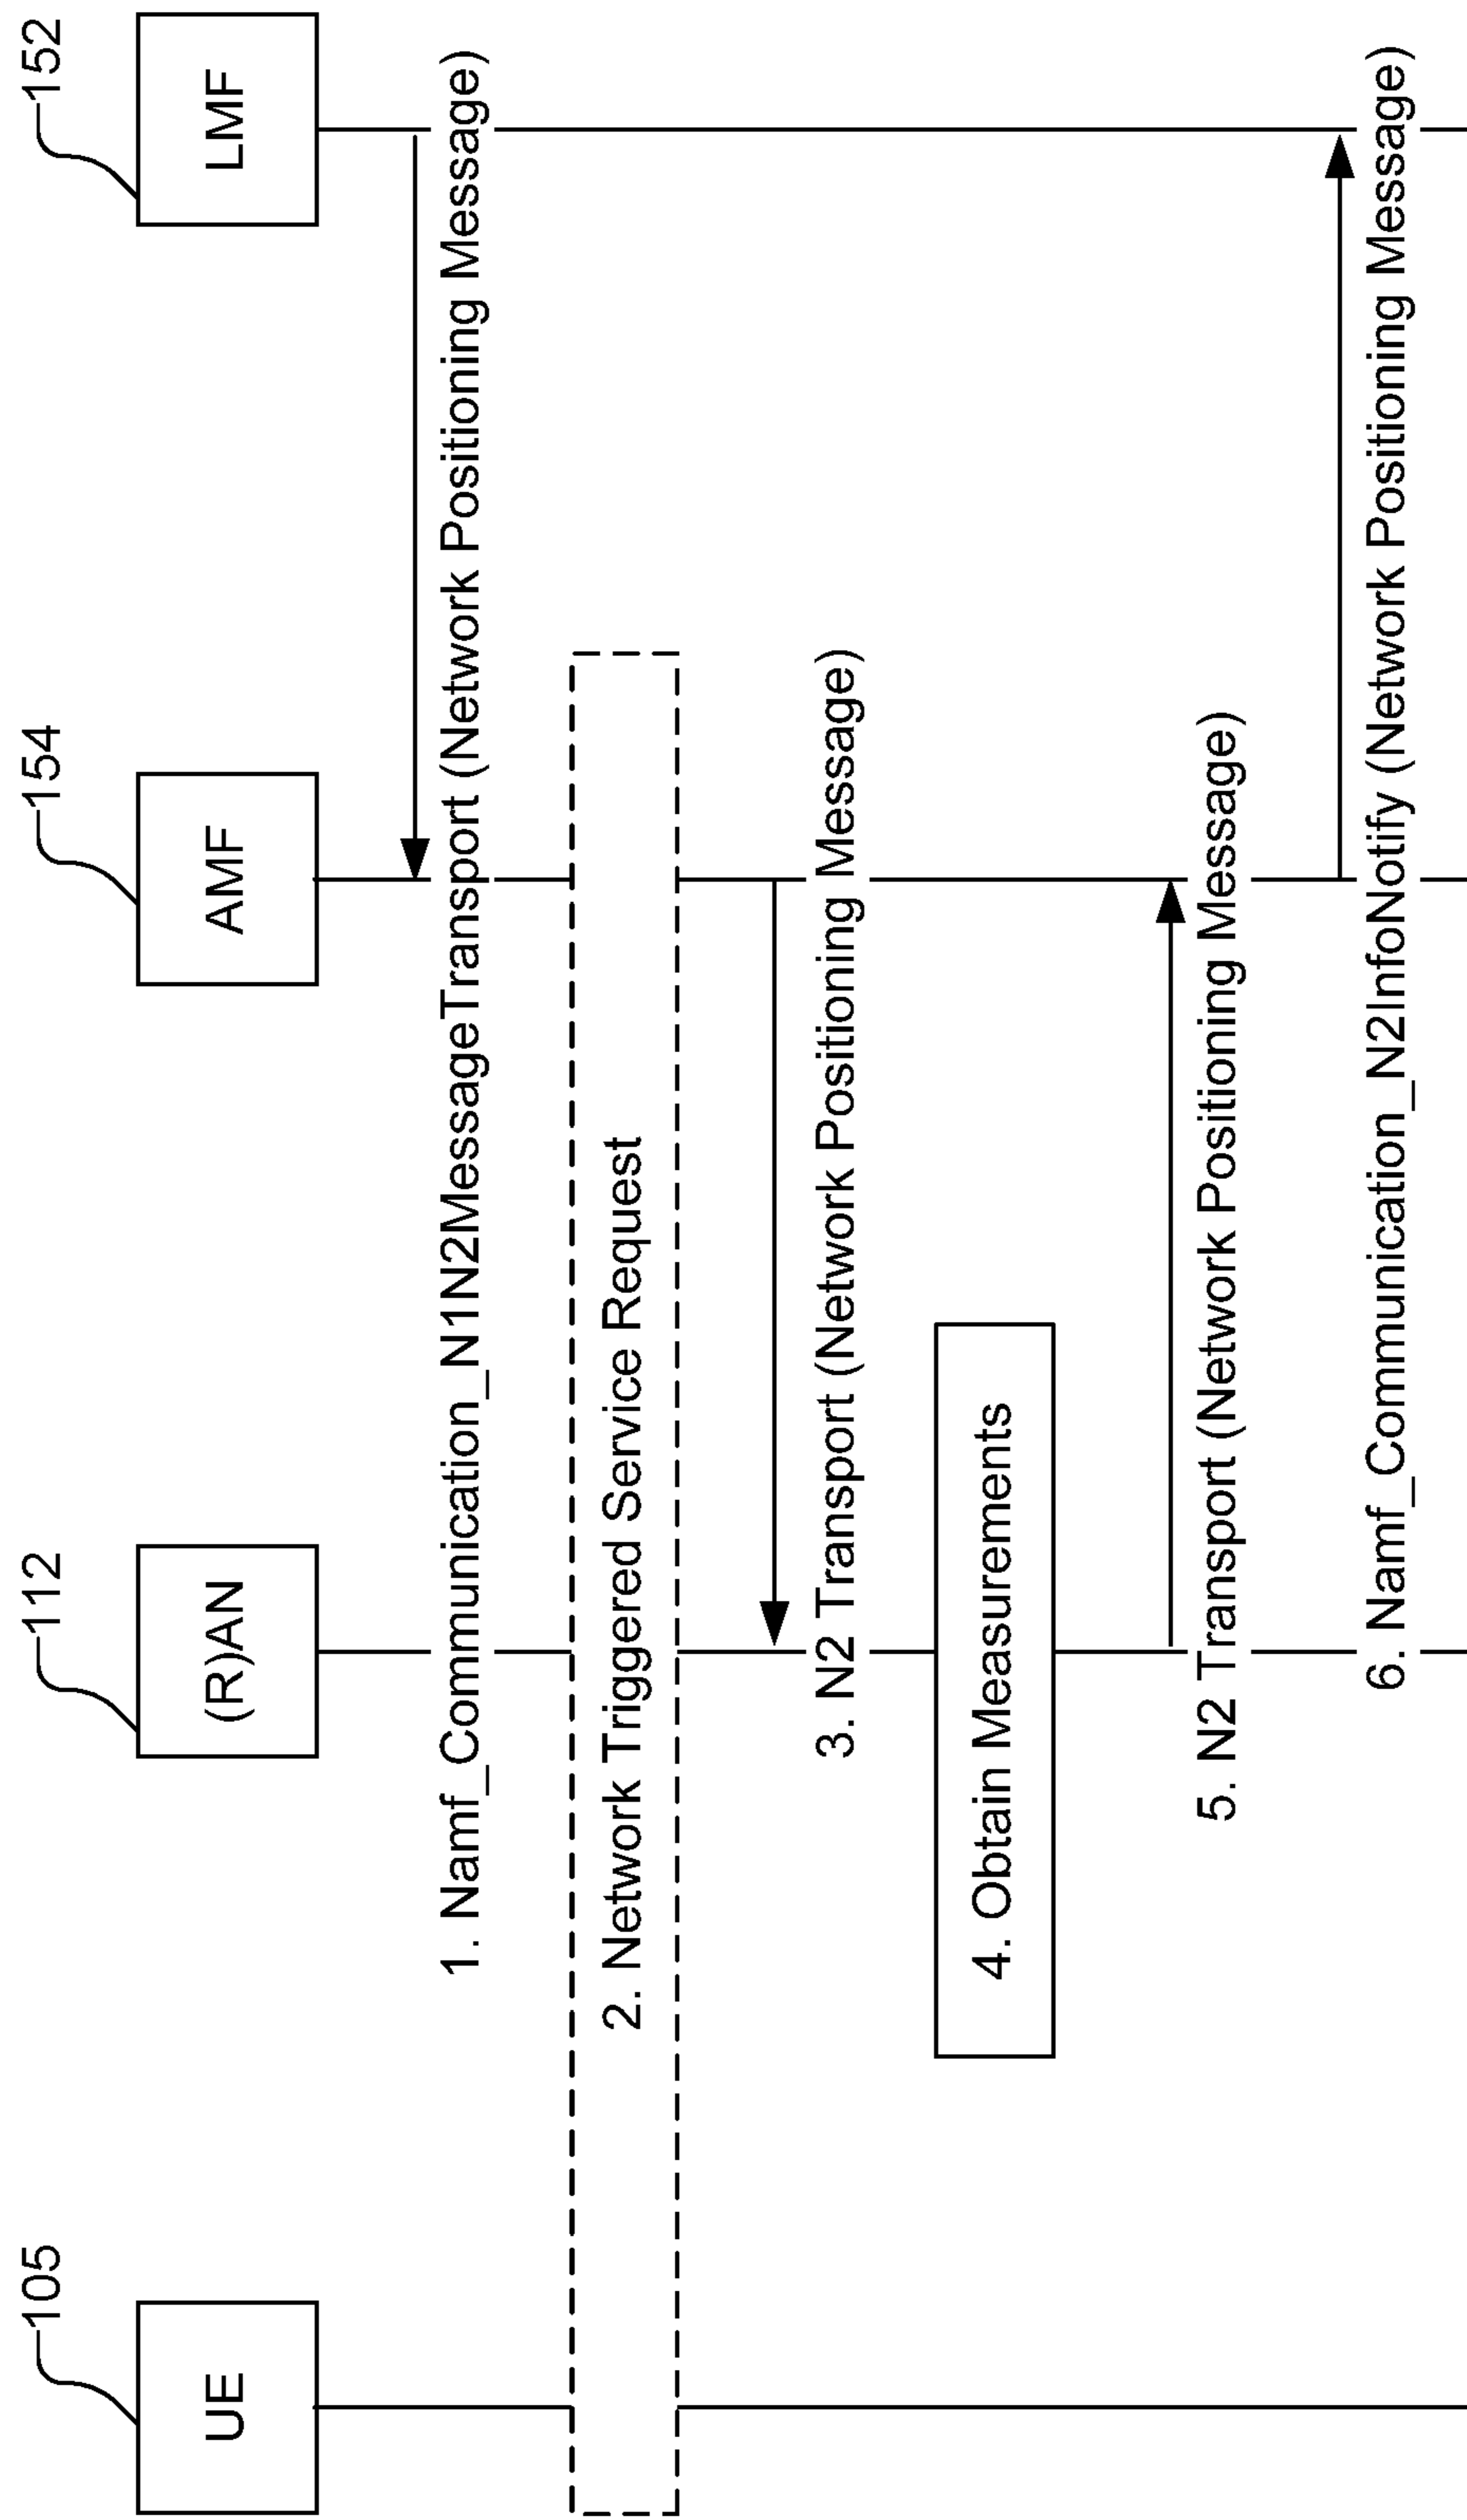 105
112
154
152
UE
(R)AN
AMF
LMF
1. Namf_Communication_N1N2MessageTransport (Network Positioning Message)
2. Network Triggered Service Request
3. N2 Transport (Network Positioning Message)
4. Obtain Measurements
5. N2 Transport (Network Positioning Message)
6. Namf_Communication_N2InfoNotify (Network Positioning Message)